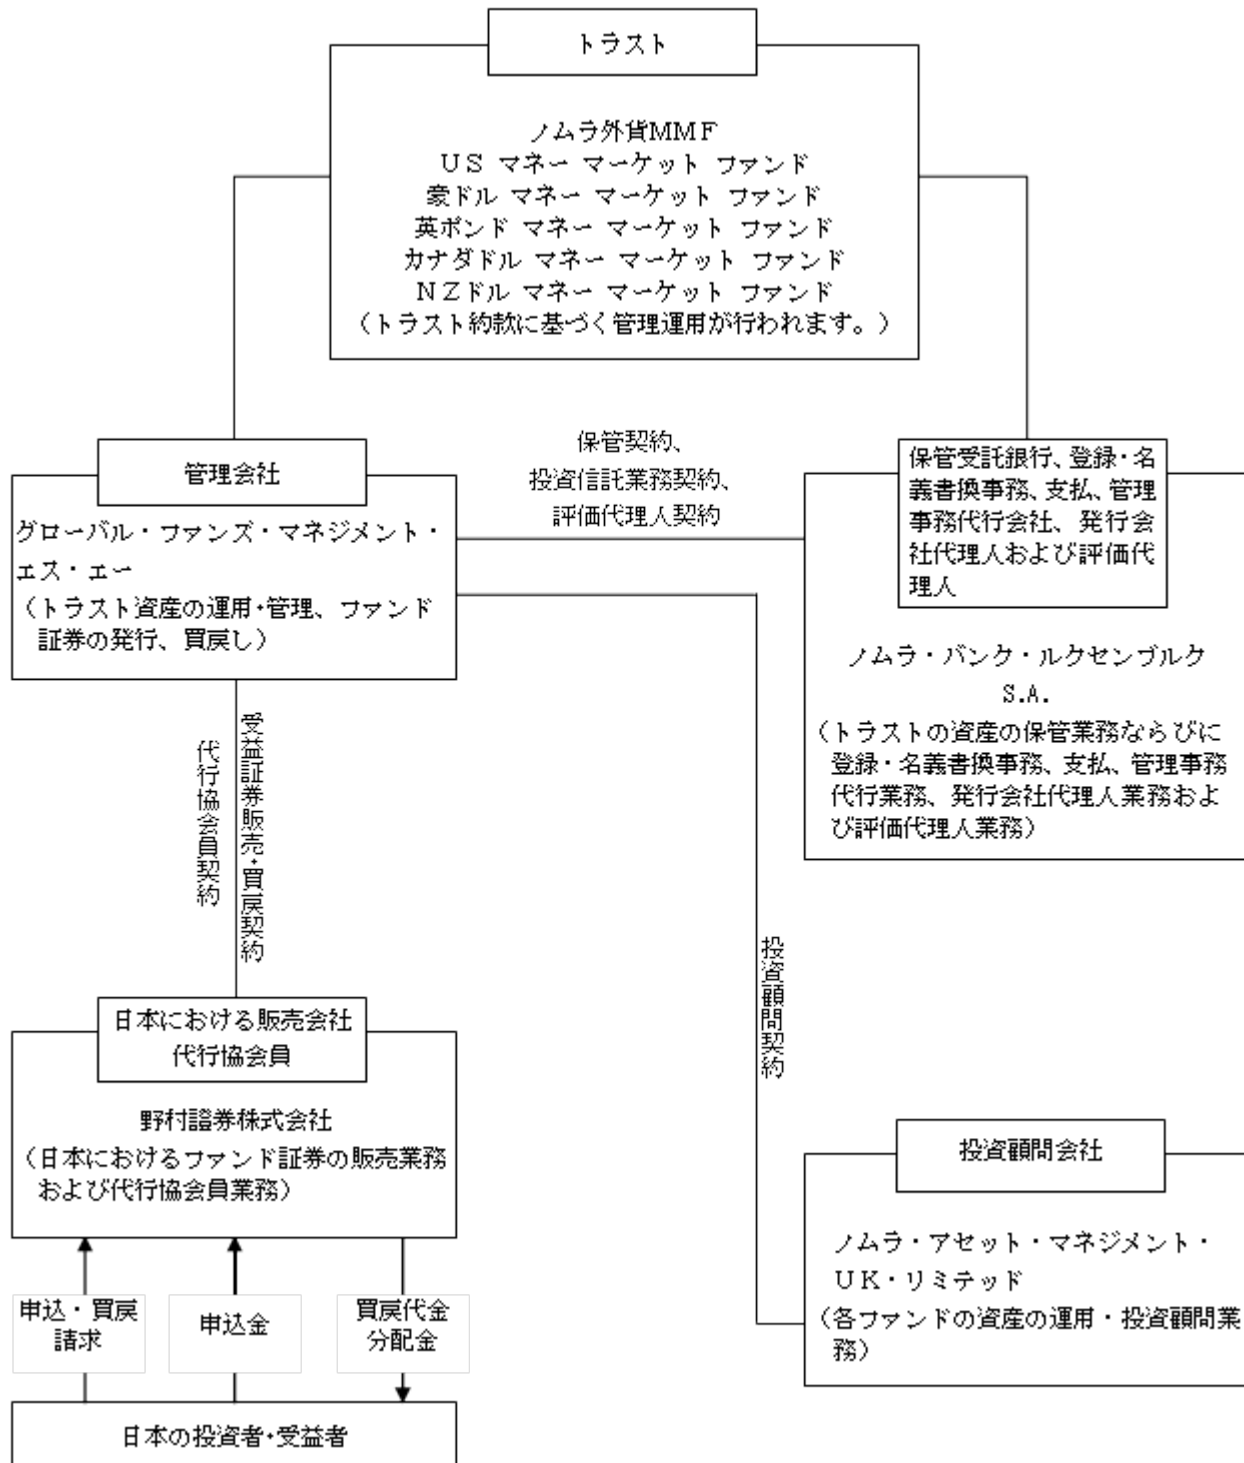 トラスト
ノムラ外貨MMF
US マネー マーケット ファンド
豪ドル マネー マーケット ファンド
英ポンド マネー マーケット ファンド
カナダドル マネー マーケット ファンド
NZドル マネー マーケット ファンド
（トラスト約款に基づく管理運用が行われます。）
管理会社
グローバル・ファンズ・マネジメント・
エス・エー
（トラスト資産の運用・管理、ファンド
証券の発行、買戻し）
保管契約、
投資信託業務契約、
評価代理人契約
保管受託銀行、登録・名
義書換事務、支払、管理
事務代行会社、発行会
社代理人および評価代
理人
ノムラ・バンク・ルクセンブルク
S.A.
（トラストの資産の保管業務ならびに
登録・名義書換事務、支払、管理事務
代行業務、発行会社代理人業務およ
び評価代理人業務）
代行協会員契約
受益証券販売・買戻契約
投資顧問契約
日本における販売会社
代行協会員
野村證券株式会社
（日本におけるファンド証券の販売業務
および代行協会員業務）
投資顧問会社
ノムラ・アセット・マネジメント・
UK・リミテッド
（各ファンドの資産の運用・投資顧問業
務）
申込・買戻
請求
申込金
買戻代金
分配金
日本の投資者・受益者